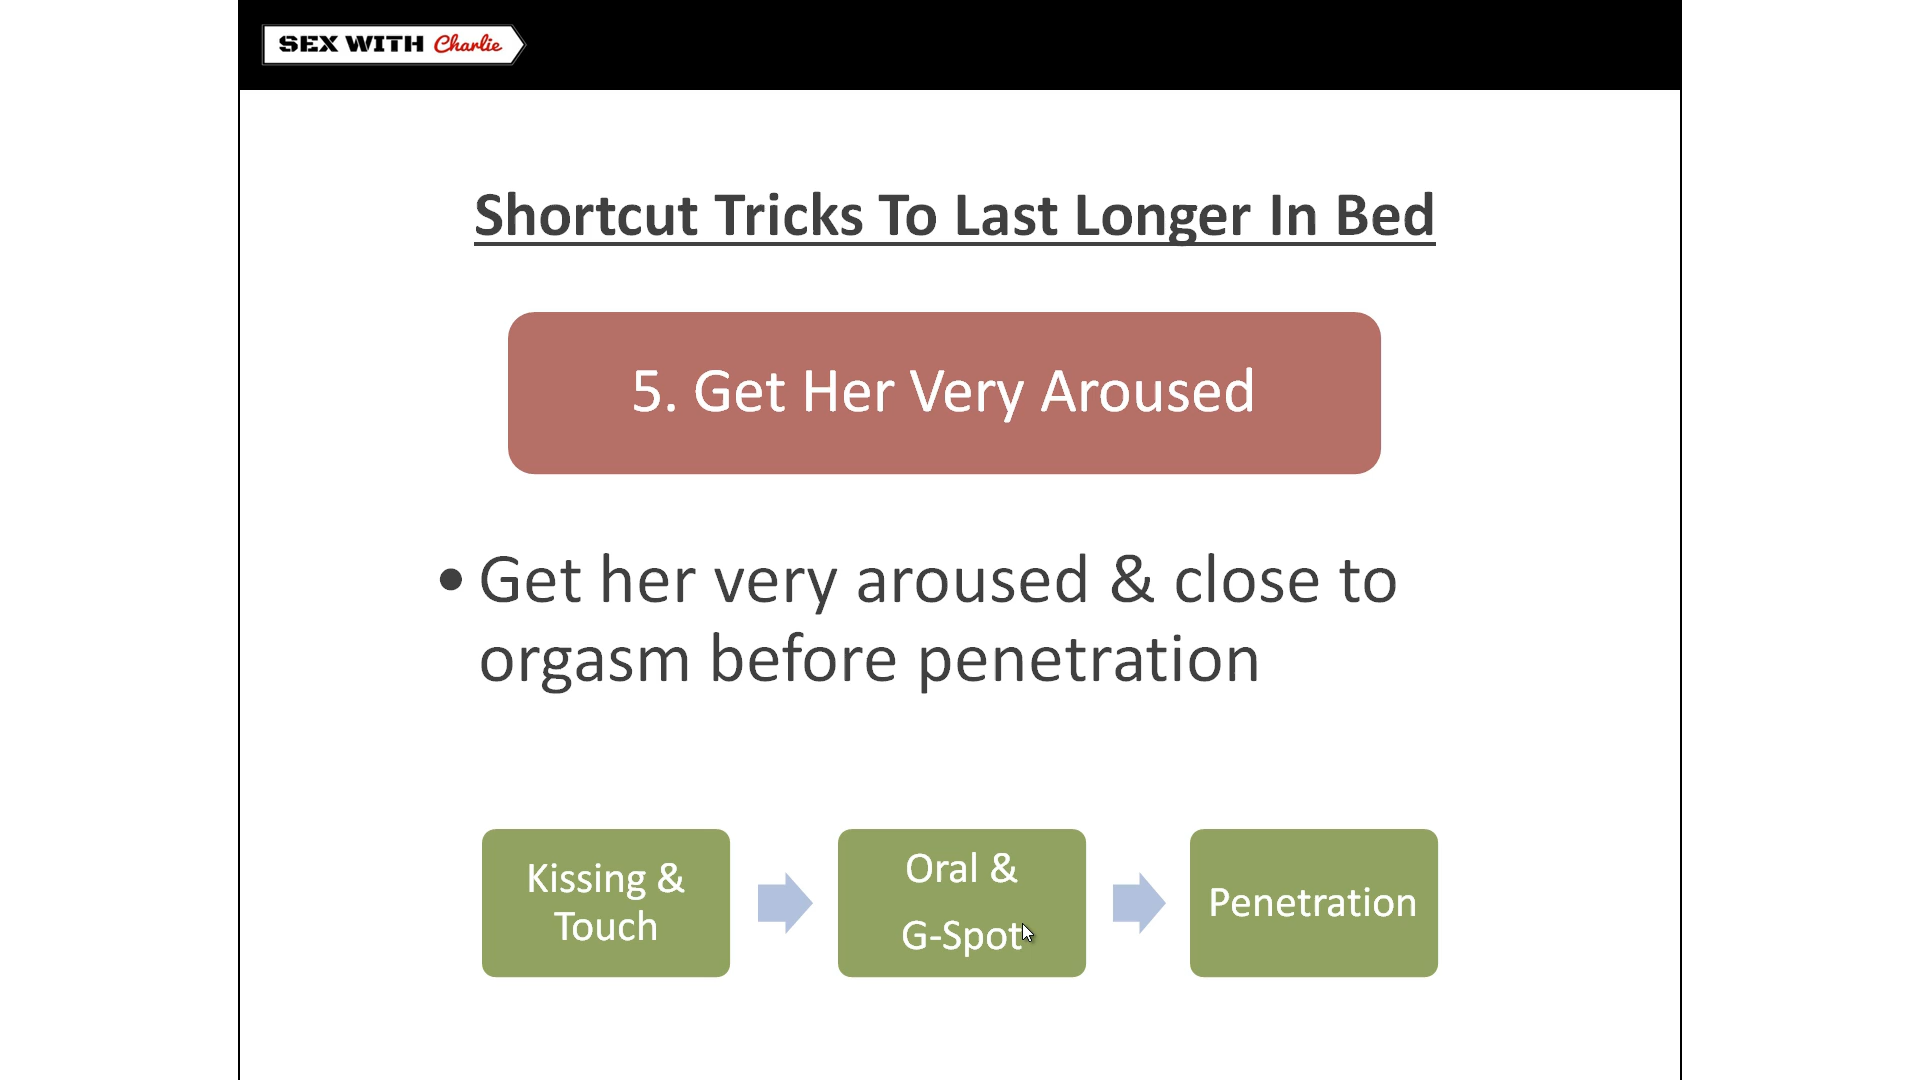 SEX WITH Charlie
Shortcut Tricks To Last Longer In Bed
5. Get Her Very Aroused
• Get her very aroused & close to
orgasm before penetration
Kissing &
Touch
Oral &
G-Spot
Penetration